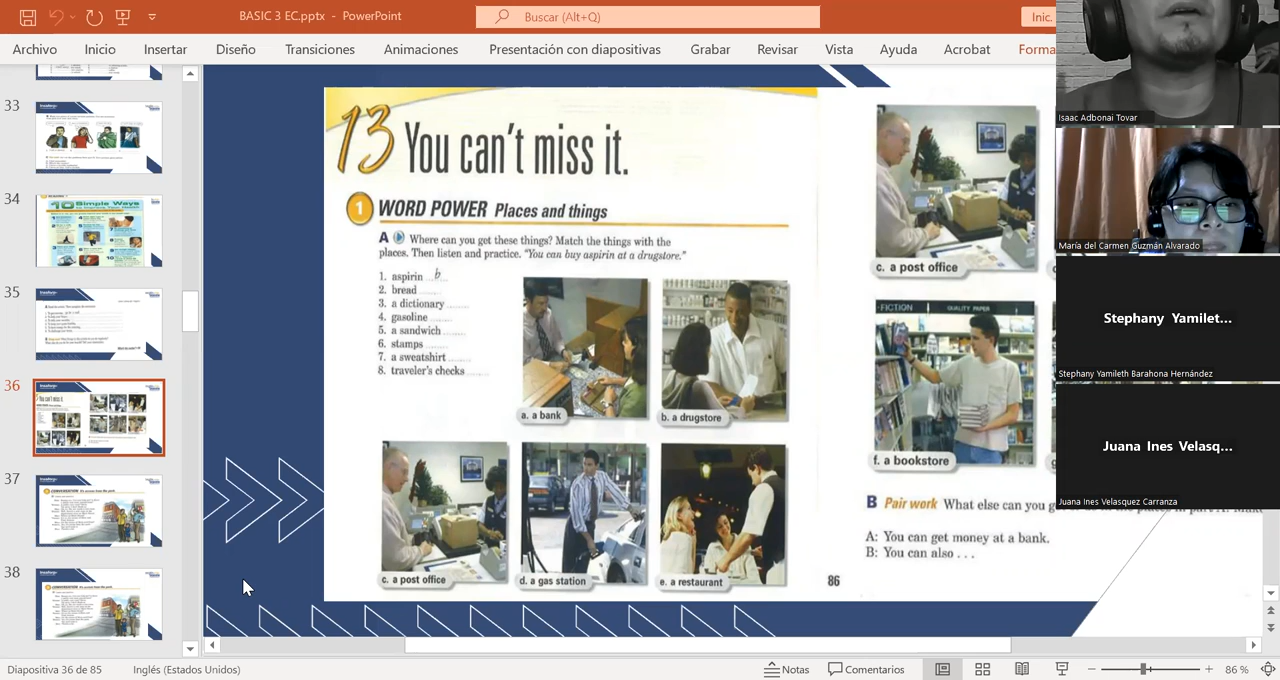 BASIC 3 EC.pptx - PowerPoint
Buscar (Alt+Q)
Inic.
Archivo
Inicio
Insertar
Diseño
Transiciones
Animaciones
Presentación con diapositivas
Grabar
Revisar
Vista
Ayuda
Acrobat
Forma
33
34
10 Simple Ways
35
36
37
38
13 You can't miss it.
1 WORD POWER Places and things
A Where can you get these things? Match the things with the
places. Then listen and practice. "You can buy aspirin at a drugstore."
1. aspirin b
2. bread
3. a dictionary
4. gasoline
5. a sandwich
6. stamps
7. a sweatshirt
8. traveler's checks
a. a bank
b. a drugstore
c. a post office
d. a gas station
e. a restaurant
86
c. a post office
FICTION
QUALITY PAPER
f. a bookstore
B Pair work What else can you g
A: You can get money at a bank.
B: You can also . . .
Isaac Adbonai Tovar
María del Carmen Guzmán Alvarado
Stephany Yamilet...
Stephany Yamileth Barahona Hernández
Juana Ines Velasq...
Juana Ines Velasquez Carranza
Diapositiva 36 de 85
Inglés (Estados Unidos)
Notas
Comentarios
86 %